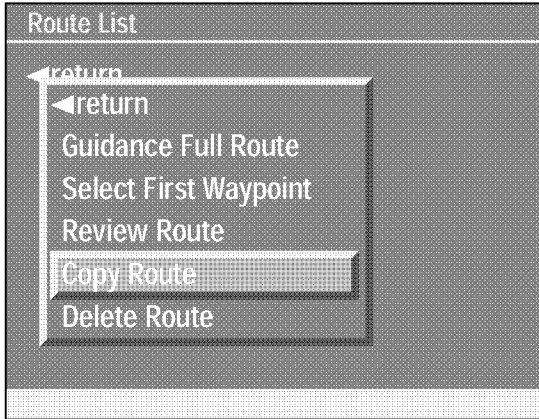 Route List
◄return
◄return
Guidance Full Route
Select First Waypoint
Review Route
Copy Route
Delete Route